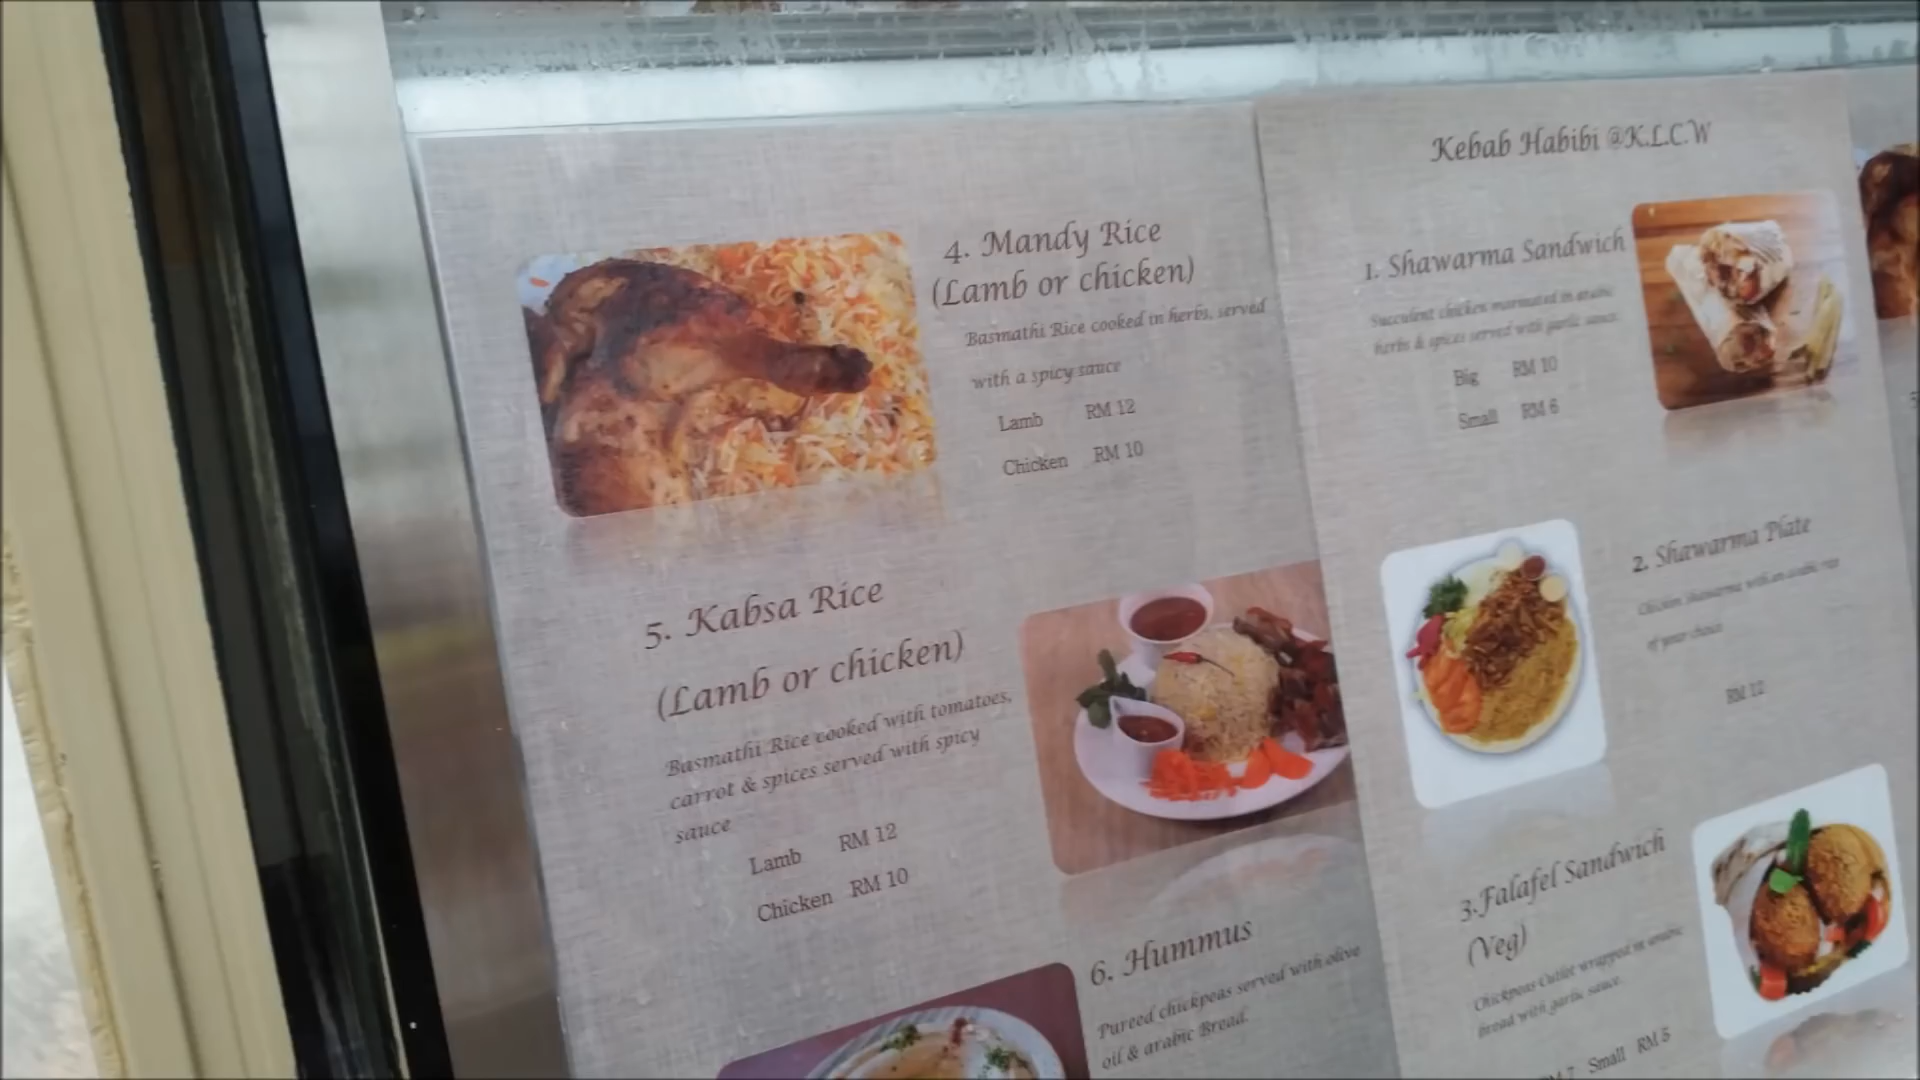 4. Mandy Rice
(Lamb or chicken)
Basmathi Rice cooked in herbs, served
with a spicy sauce
Lamb RM 12
Chicken RM 10
5. Kabsa Rice
(Lamb or chicken)
Basmathi Rice cooked with tomatoes,
carrot & spices served with spicy
sauce
Lamb RM 12
Chicken RM 10
6. Hummus
Pureed chickpeas served with olive
oil & arabic Bread.
Kebab Habibi @K.L.C.W
1. Shawarma Sandwich
Succulent chicken marinated in arabic
herbs & spices served with garlic sauce.
Big RM 10
Small RM 6
2. Shawarma Plate
Chicken Shawarma with an arabic rice
of your choice
RM 12
3.Falafel Sandwich
(Veg)
Chickpeas Cutlet wrapped in arabic
bread with garlic sauce.
RM 7 Small RM 5